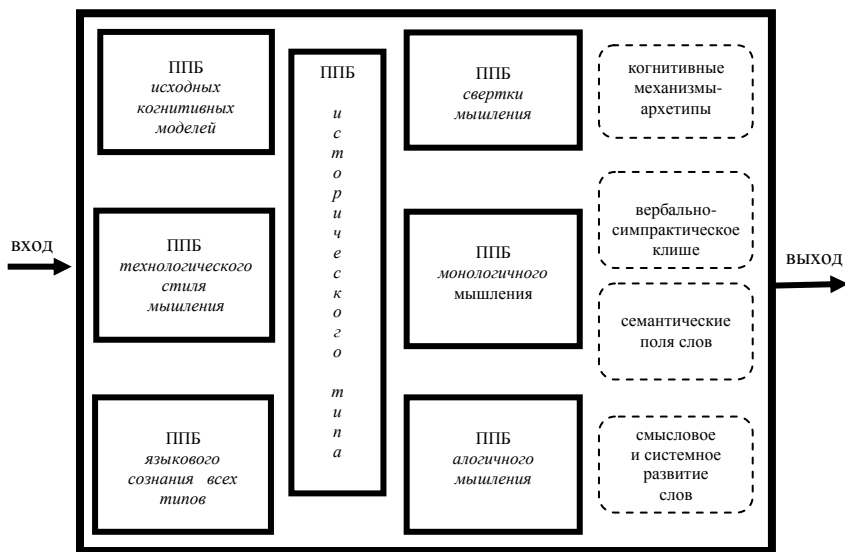 вход
ППБ
исходных
когнитивных
моделей
ППБ
технологического
стиля
мышления
ППБ
языкового
сознания всех
типов
ППБ
и
с
т
о
р
и
ч
е
с
к
о
г
о
т
и
п
а
ППБ
свертки
мышления
ППБ
монологичного
мышления
ППБ
алогичного
мышления
когнитивные
механизмы-
архетипы
вербально-
симпрактическое
клише
семантические
поля слов
смысловое
и системное
развитие
слов
выход